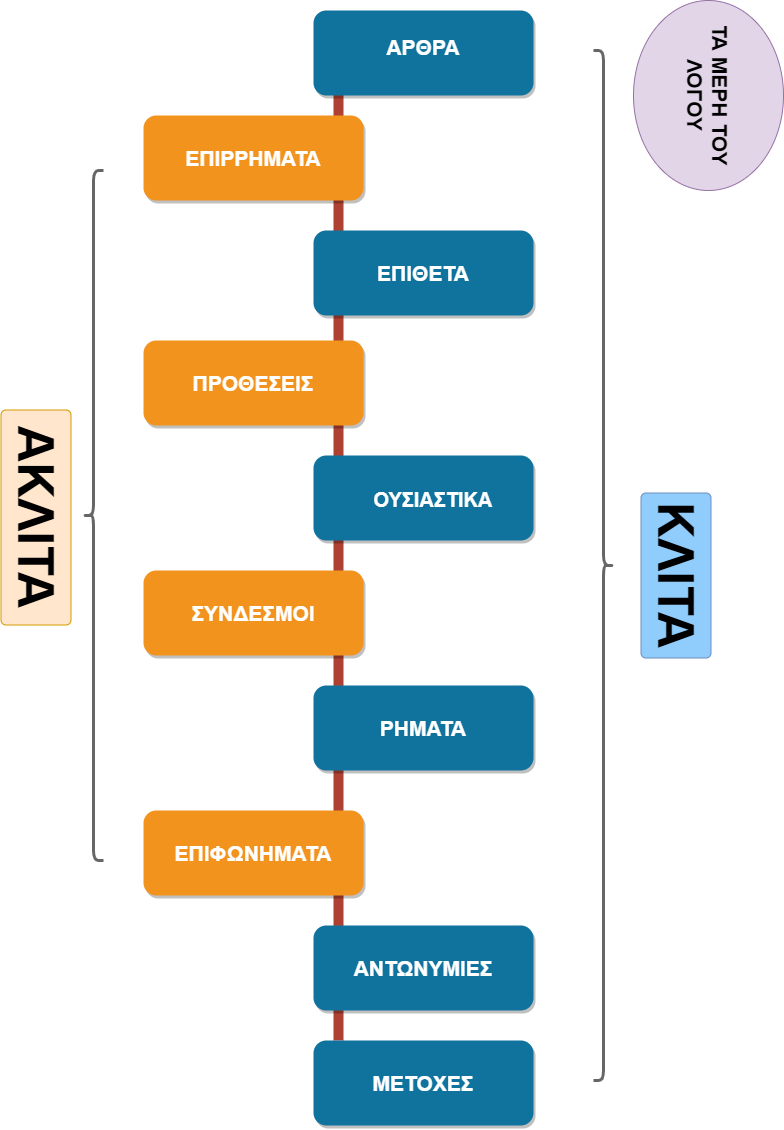 ΤΑ ΜΕΡΗ ΤΟΥ
ΛΟΓΟΥ
ΑΡΘΡΑ
ΕΠΙΡΡΗΜΑΤΑ
ΕΠΙΘΕΤΑ
ΠΡΟΘΕΣΕΙΣ
ΟΥΣΙΑΣΤΙΚΑ
ΣΥΝΔΕΣΜΟΙ
ΡΗΜΑΤΑ
ΕΠΙΦΩΝΗΜΑΤΑ
ΑΝΤΩΝΥΜΙΕΣ
ΜΕΤΟΧΕΣ
ΑΚΛΙΤΑ
ΚΛΙΤΑ